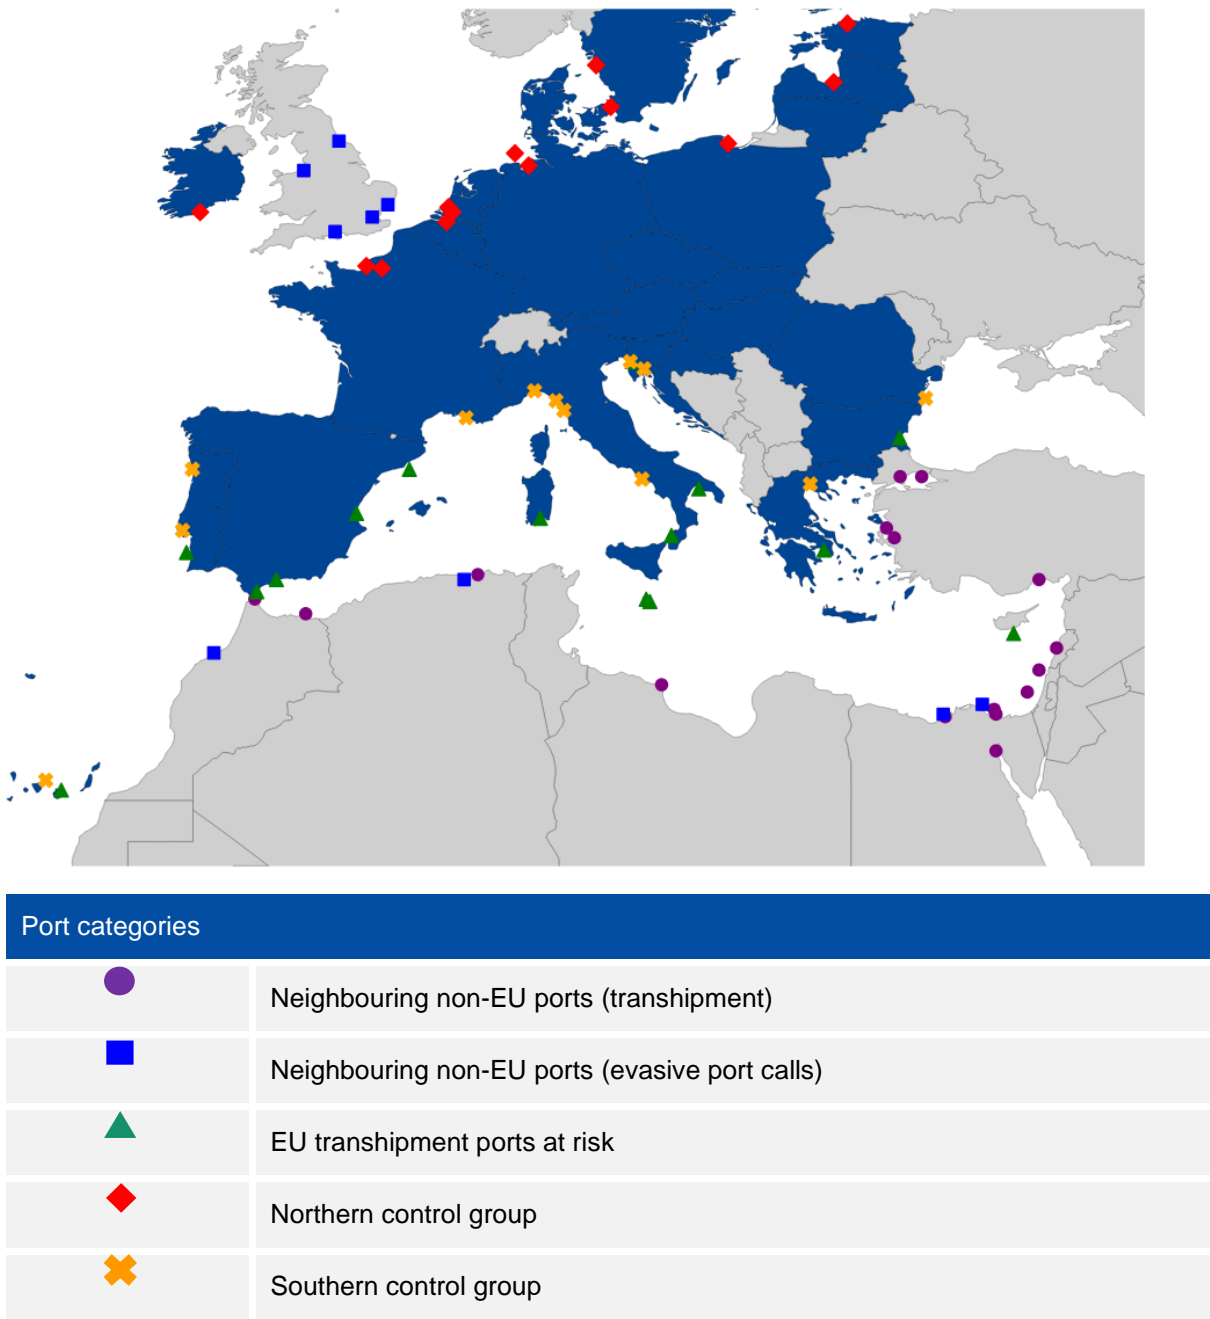 Port categories
Neighbouring non-EU ports (transhipment)
Neighbouring non-EU ports (evasive port calls)
EU transhipment ports at risk
Northern control group
Southern control group